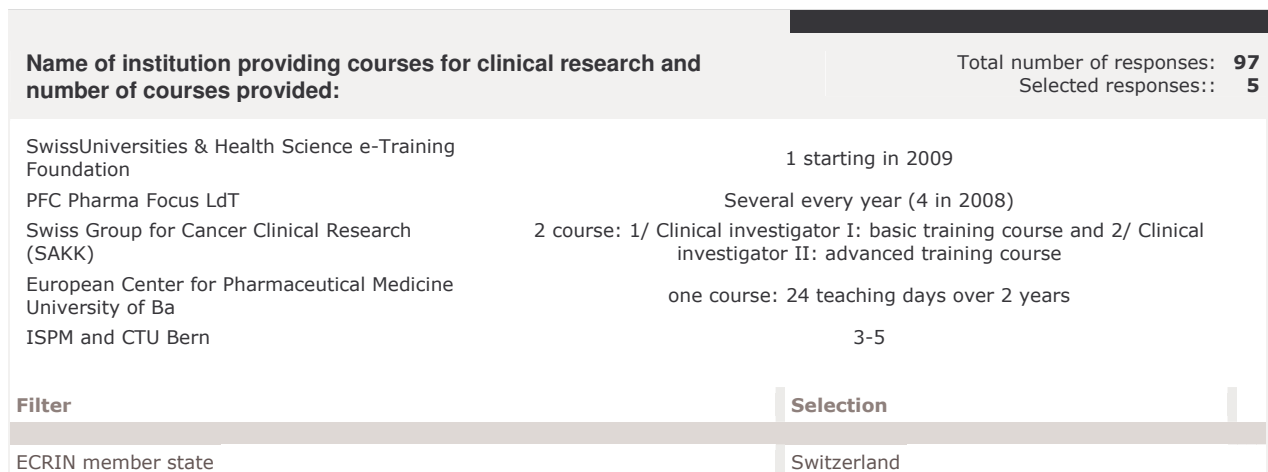 Name of institution providing courses for clinical research and
number of courses provided:
Total number of responses: 97
Selected responses:: 5
SwissUniversities & Health Science e-Training
Foundation
1 starting in 2009
PFC Pharma Focus LdT
Several every year (4 in 2008)
Swiss Group for Cancer Clinical Research
(SAKK)
2 course: 1/ Clinical investigator I: basic training course and 2/ Clinical
investigator II: advanced training course
European Center for Pharmaceutical Medicine
University of Ba
one course: 24 teaching days over 2 years
ISPM and CTU Bern
3-5
Filter
Selection
ECRIN member state
Switzerland